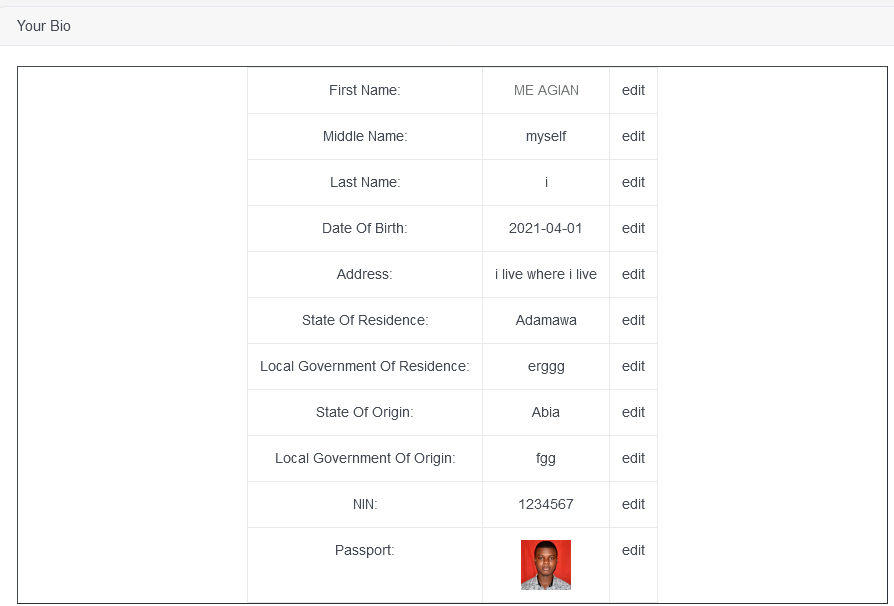 Your Bio
First Name: ME AGIAN edit
Middle Name: myself edit
Last Name: i edit
Date Of Birth: 2021-04-01 edit
Address: i live where i live edit
State Of Residence: Adamawa edit
Local Government Of Residence: erggg edit
State Of Origin: Abia edit
Local Government Of Origin: fgg edit
NIN: 1234567 edit
Passport: edit